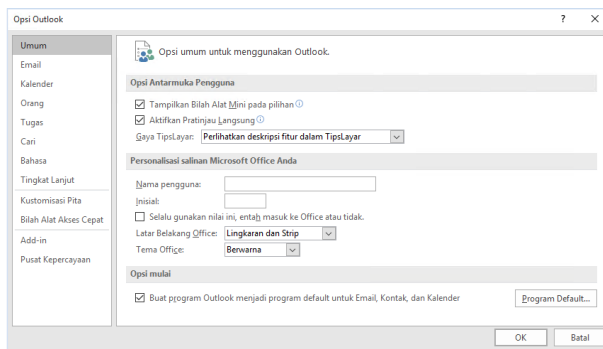 Opsi Outlook
Umum
Email
Kalender
Orang
Tugas
Cari
Bahasa
Tingkat Lanjut
Kustomisasi Pita
Bilah Alat Akses Cepat
Add-in
Pusat Kepercayaan
Opsi umum untuk menggunakan Outlook.
Opsi Antarmuka Pengguna
Tampilkan Bilah Alat Mini pada pilihan
Aktifkan Pratinjau Langsung
Gaya TipsLayar: Perlihatkan deskripsi fitur dalam TipsLayar
Personalisasi salinan Microsoft Office Anda
Nama pengguna:
Inisial:
Selalu gunakan nilai ini, entah masuk ke Office atau tidak.
Latar Belakang Office: Lingkaran dan Strip
Tema Office: Berwarna
Opsi mulai
Buat program Outlook menjadi program default untuk Email, Kontak, dan Kalender
Program Default...
OK Batal